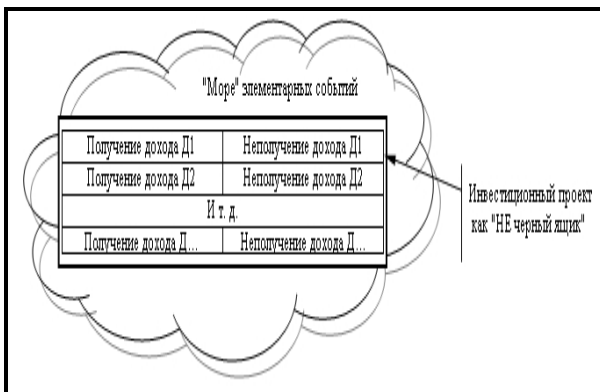 "Море" элементарных событий
Получение дохода Д1 Неполучение дохода Д1
Получение дохода Д2 Неполучение дохода Д2
И т. д.
Получение дохода Д... Неполучение дохода Д...
Инвестиционный проект
как "НЕ черный ящик"